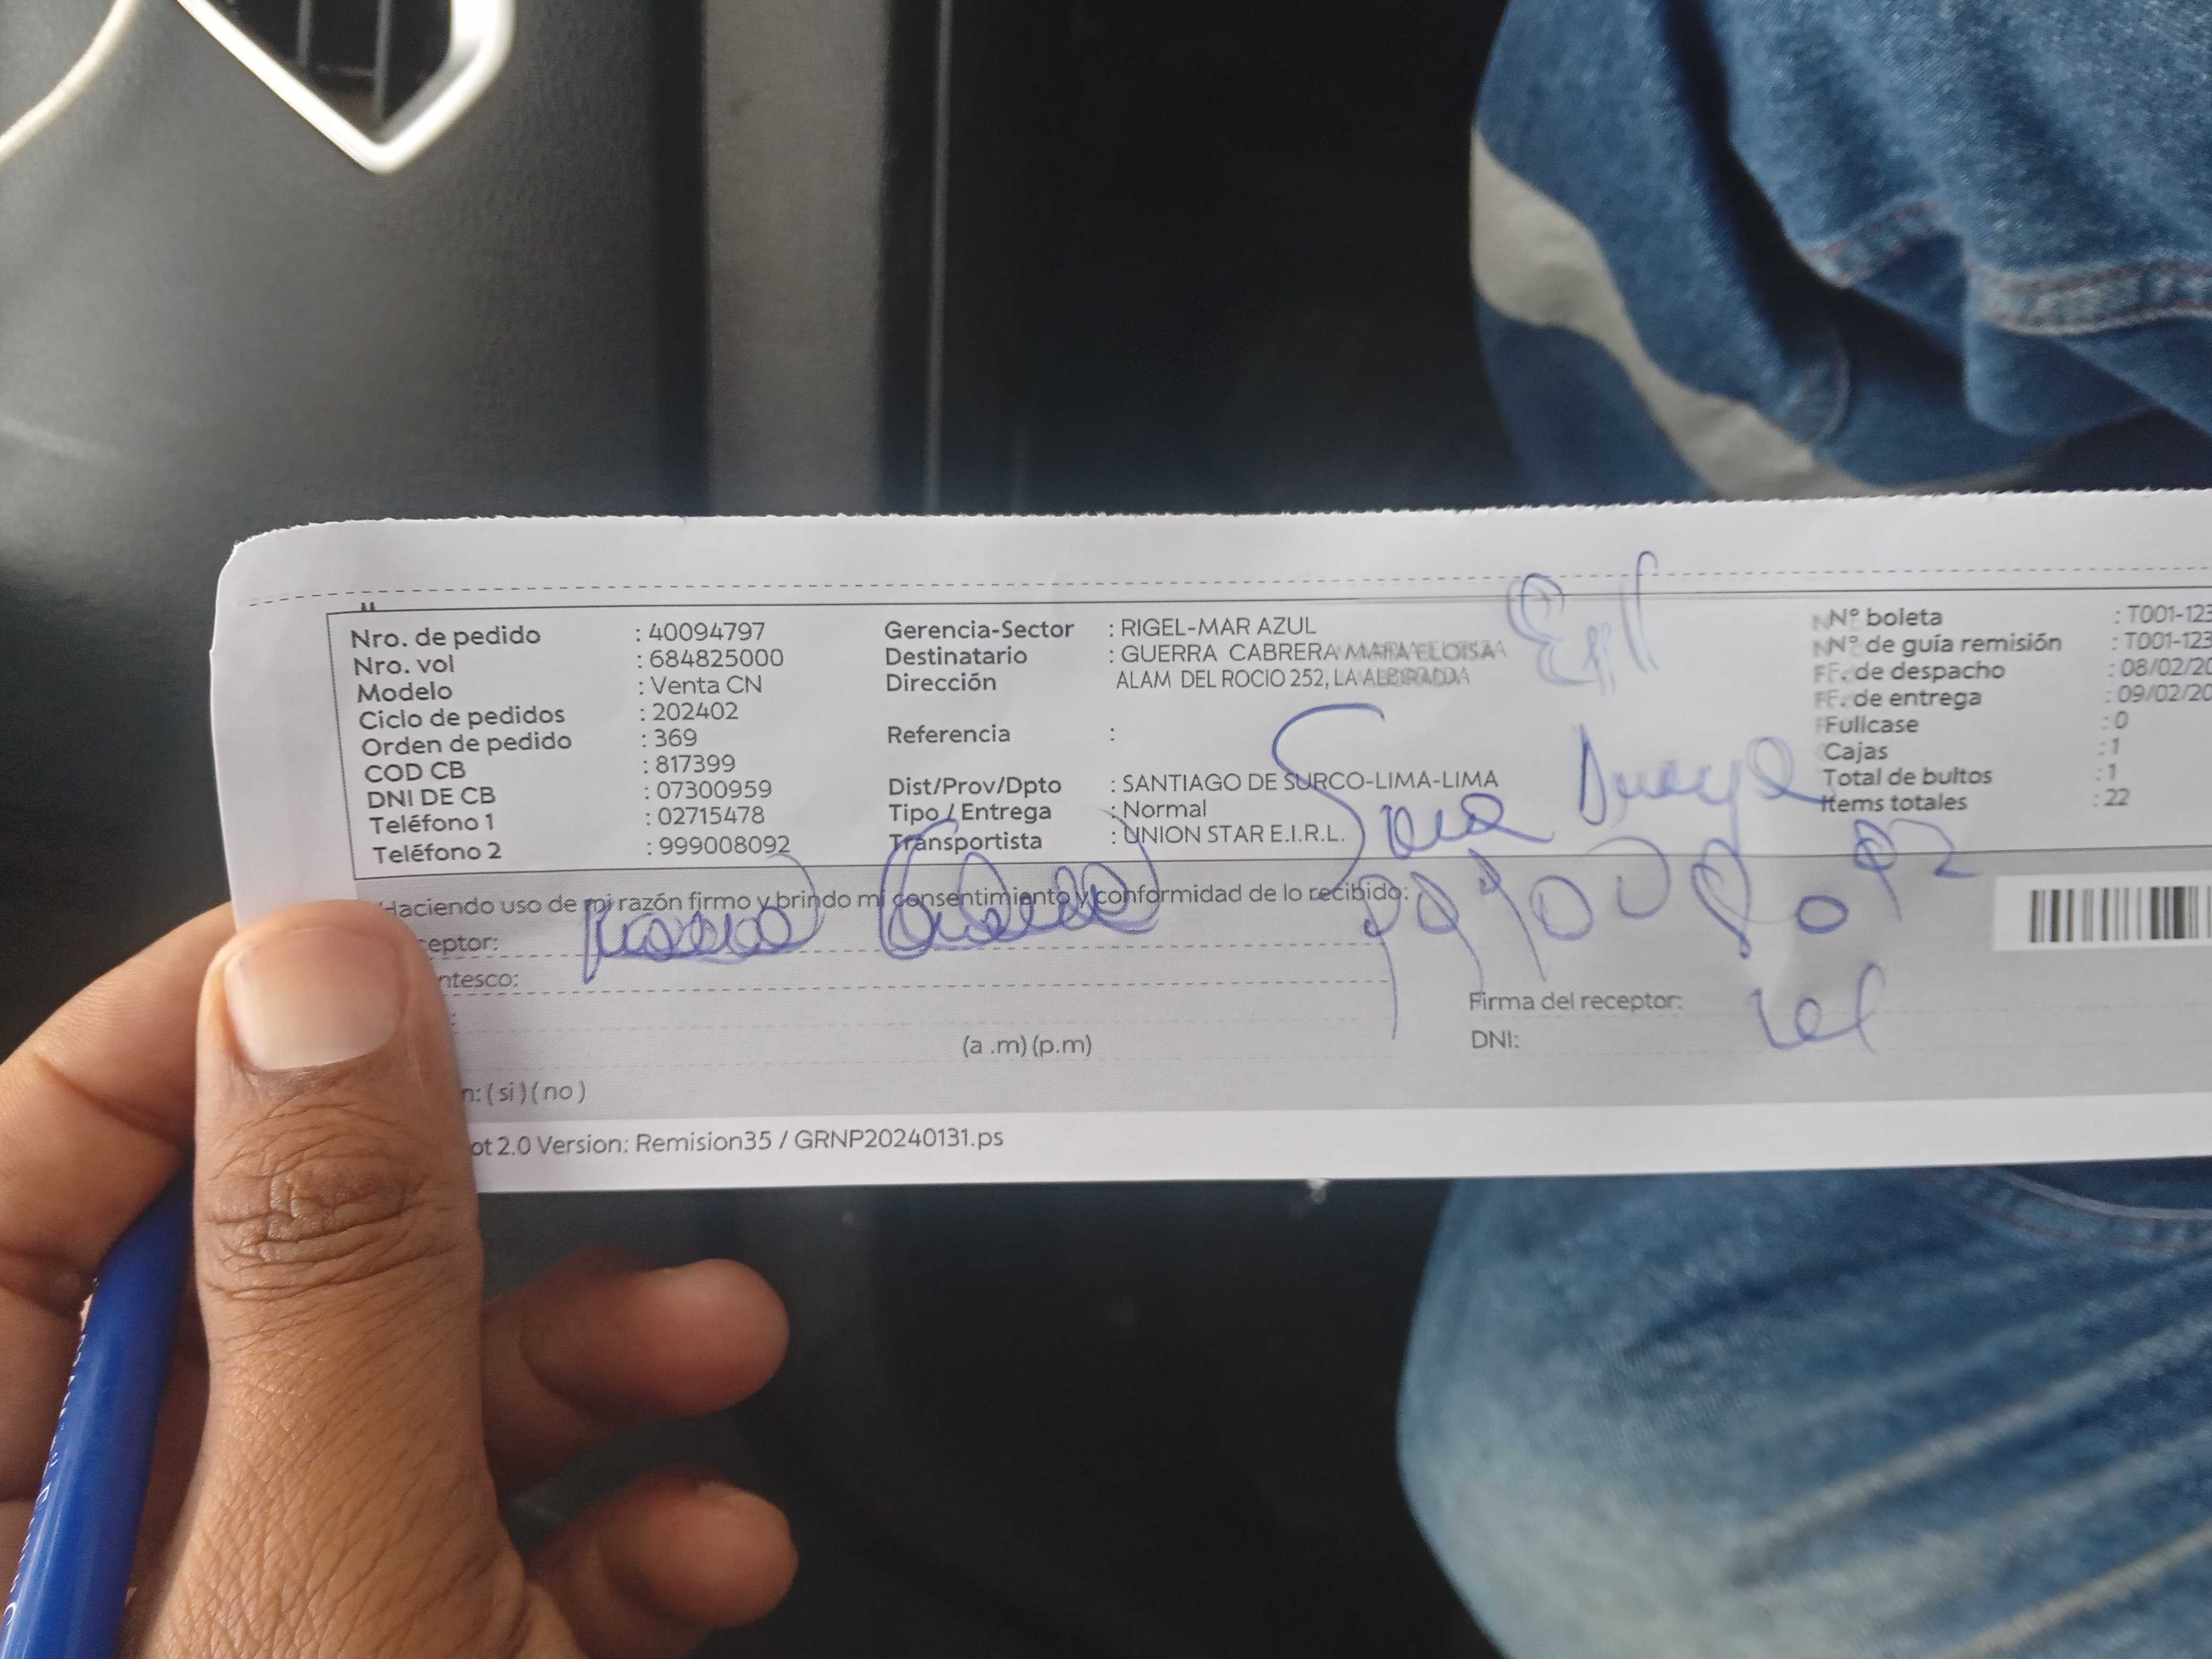 Nro. de pedido : 40094797
Nro. vol : 684825000
Modelo : Venta CN
Ciclo de pedidos : 202402
Orden de pedido : 369
COD CB : 817399
DNI DE CB : 07300959
Teléfono 1 : 02715478
Teléfono 2 : 999008092
Gerencia-Sector : RIGEL-MAR AZUL
Destinatario : GUERRA CABRERA MARIA ELOISA
Dirección ALAM DEL ROCIO 252, LA ALBORADA
Referencia :
Dist/Prov/Dpto : SANTIAGO DE SURCO-LIMA-LIMA
Tipo / Entrega : Normal
Transportista : UNION STAR E.I.R.L.
N° boleta : T001-123
N° de guía remisión : T001-123
F. de despacho : 08/02/20
F. de entrega : 09/02/20
Fullcase : 0
Cajas : 1
Total de bultos : 1
Items totales : 22
Haciendo uso de mi razón firmo y brindo mi consentimiento y conformidad de lo recibido:
ceptor:
ntesco:
(a .m) (p.m)
n: ( si ) ( no )
Firma del receptor:
DNI:
ot 2.0 Version: Remision35 / GRNP20240131.ps